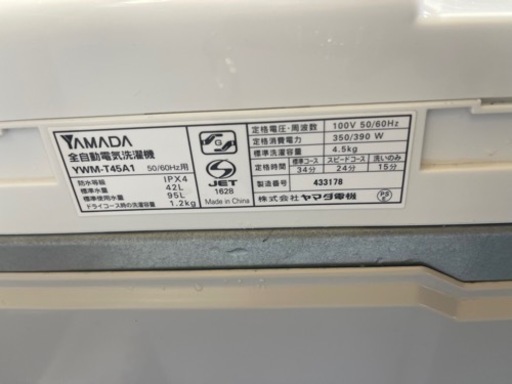 YAMADA
全自動電気洗濯機
YWM-T45A1 50/60Hz用
防水等級 IPX4
標準水量 42L
標準使用水量 95L
ドライコース時の洗濯容量 1.2kg
S G
JET
1628
Made in China
定格電圧・周波数 100V 50/60Hz
定格消費電力 350/390 W
標準洗濯容量 4.5kg
定格時間 標準コース スピードコース 洗いのみ
34分 24分 15分
製造番号 433178
株式会社 ヤマダ電機
PS E